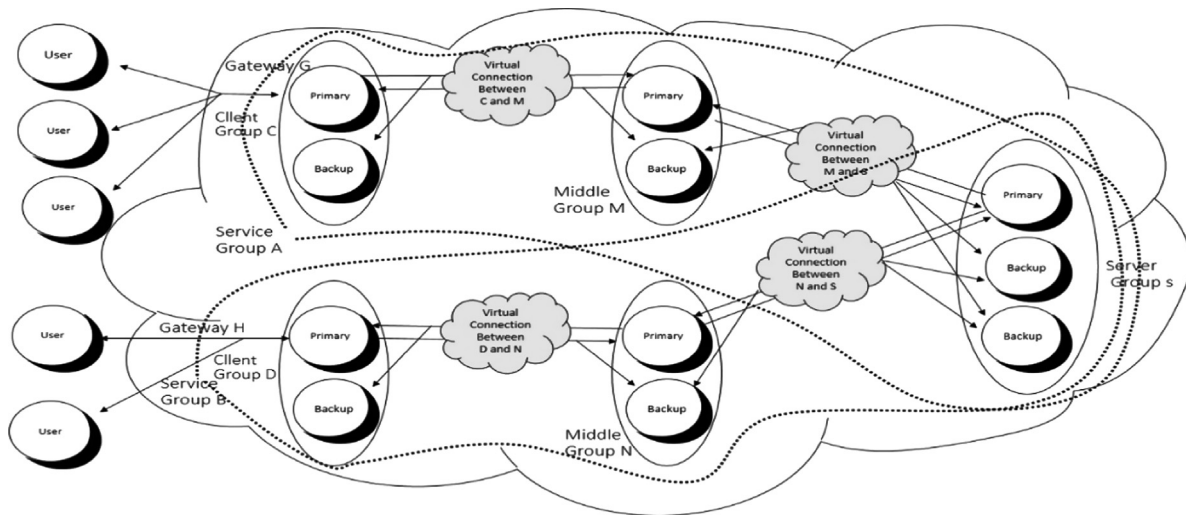 User
User
User
Gateway G
Cllent
Group C
Primary
Backup
Virtual
Connection
Between
C and M
Primary
Backup
Middle
Group M
Virtual
Connection
Between
M and S
Service
Group A
Primary
Backup
Backup
Server
Group s
Virtual
Connection
Between
N and S
User
User
Gateway H
Cllent
Group D
Service
Group B
Primary
Backup
Virtual
Connection
Between
D and N
Primary
Backup
Middle
Group N